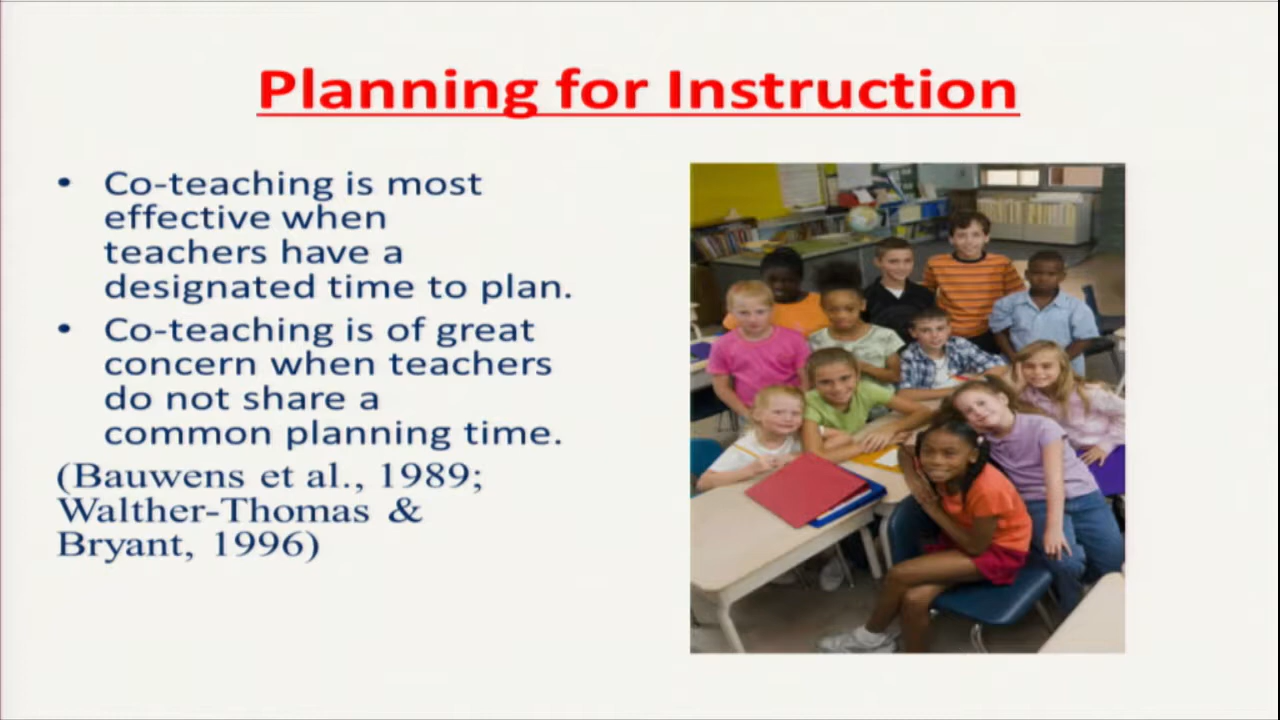 Planning for Instruction
• Co-teaching is most
effective when
teachers have a
designated time to plan.
• Co-teaching is of great
concern when teachers
do not share a
common planning time.
(Bauwens et al., 1989;
Walther-Thomas &
Bryant, 1996)